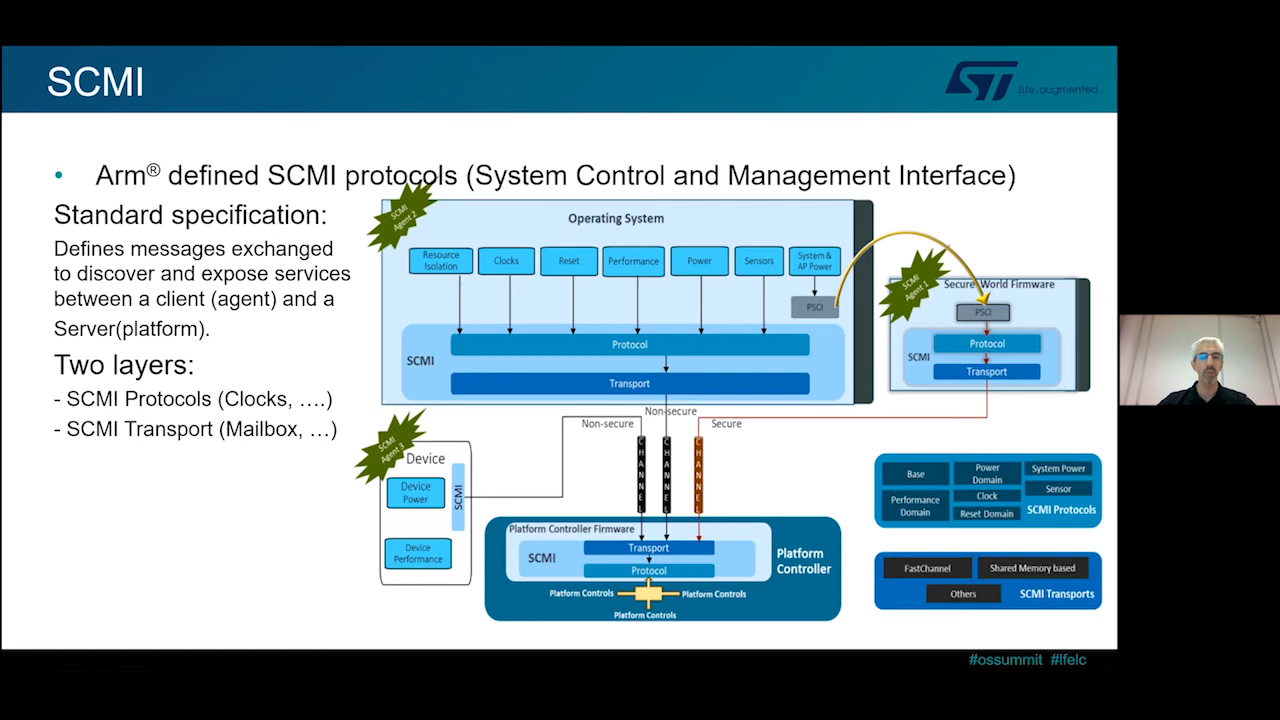 SCMI
ST life.augmented
• Arm® defined SCMI protocols (System Control and Management Interface)
Standard specification:
Defines messages exchanged
to discover and expose services
between a client (agent) and a
Server(platform).
Two layers:
- SCMI Protocols (Clocks, ….)
- SCMI Transport (Mailbox, …)
SCMI
Agent 2
Operating System
Resource
Isolation
Clocks
Reset
Performance
Power
Sensors
System &
AP Power
PSCI
SCMI
Protocol
Transport
SCMI
Agent 1
Secure World Firmware
PSCI
SCMI
Protocol
Transport
Non-secure
Non-secure
Secure
CHANNEL
CHANNEL
CHANNEL
SCMI
Agent 3
Device
Device
Power
SCMI
Device
Performance
Platform Controller Firmware
SCMI
Transport
Protocol
Platform
Controller
Platform Controls
Platform Controls
Platform Controls
Base
Power
Domain
System Power
Performance
Domain
Clock
Sensor
Reset Domain
SCMI Protocols
FastChannel
Shared Memory based
Others
SCMI Transports
#ossummit #lfelc